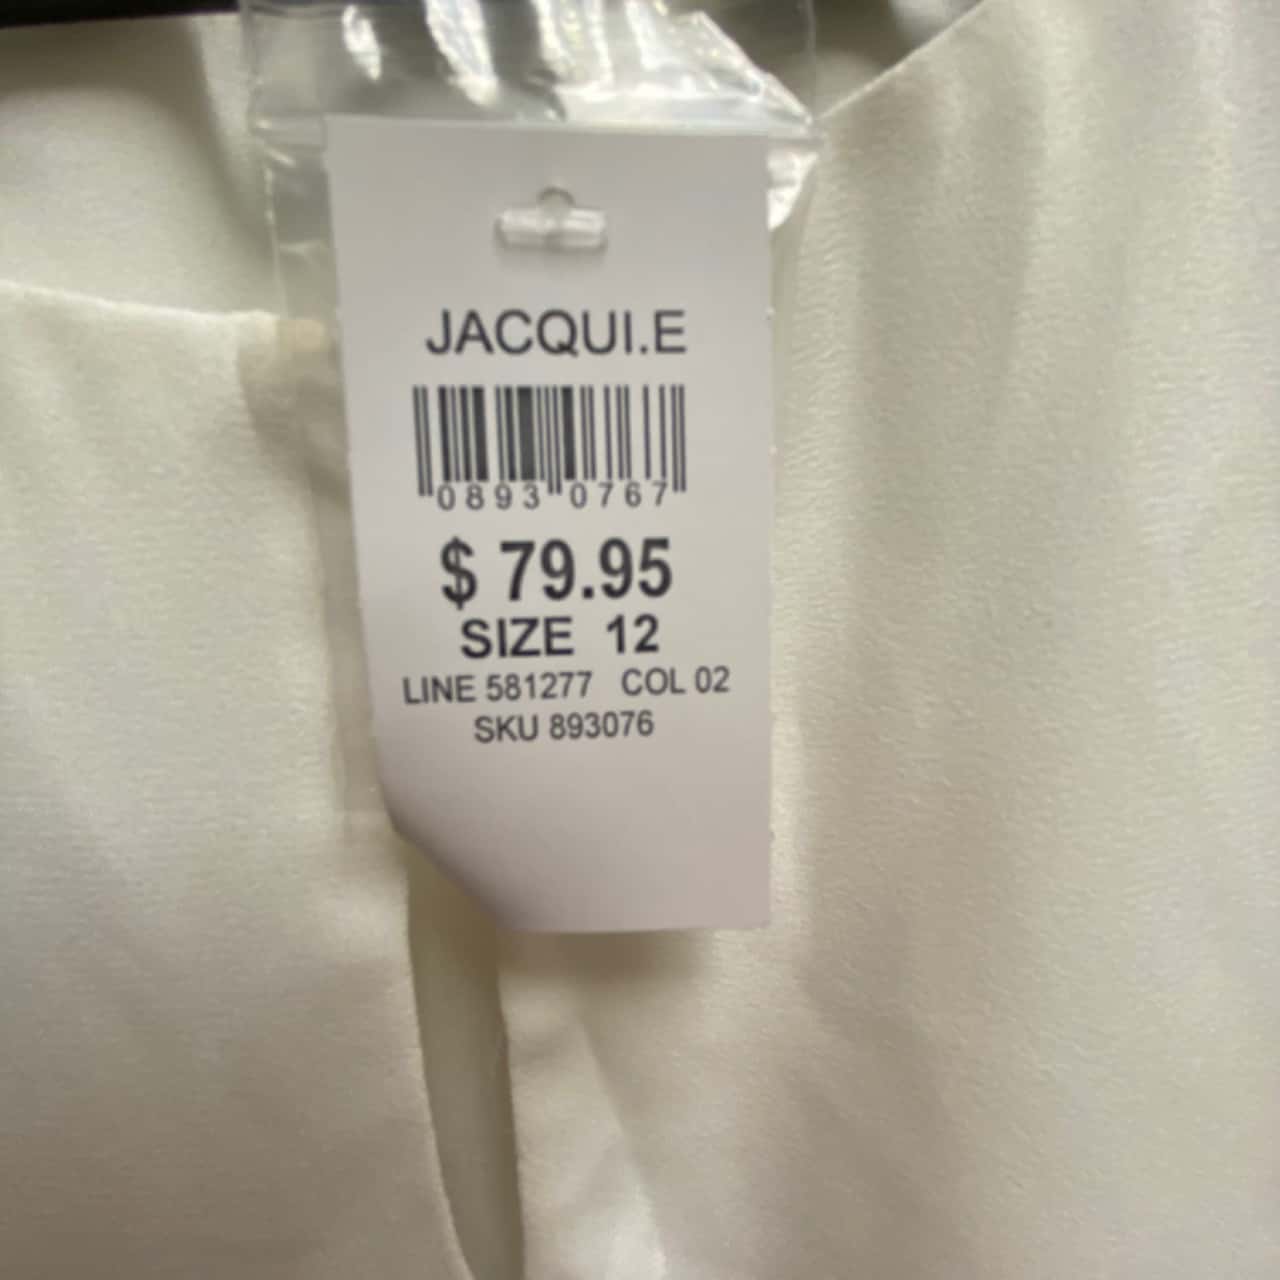 JACQUI.E
0893 0767
$ 79.95
SIZE 12
LINE 581277 COL 02
SKU 893076